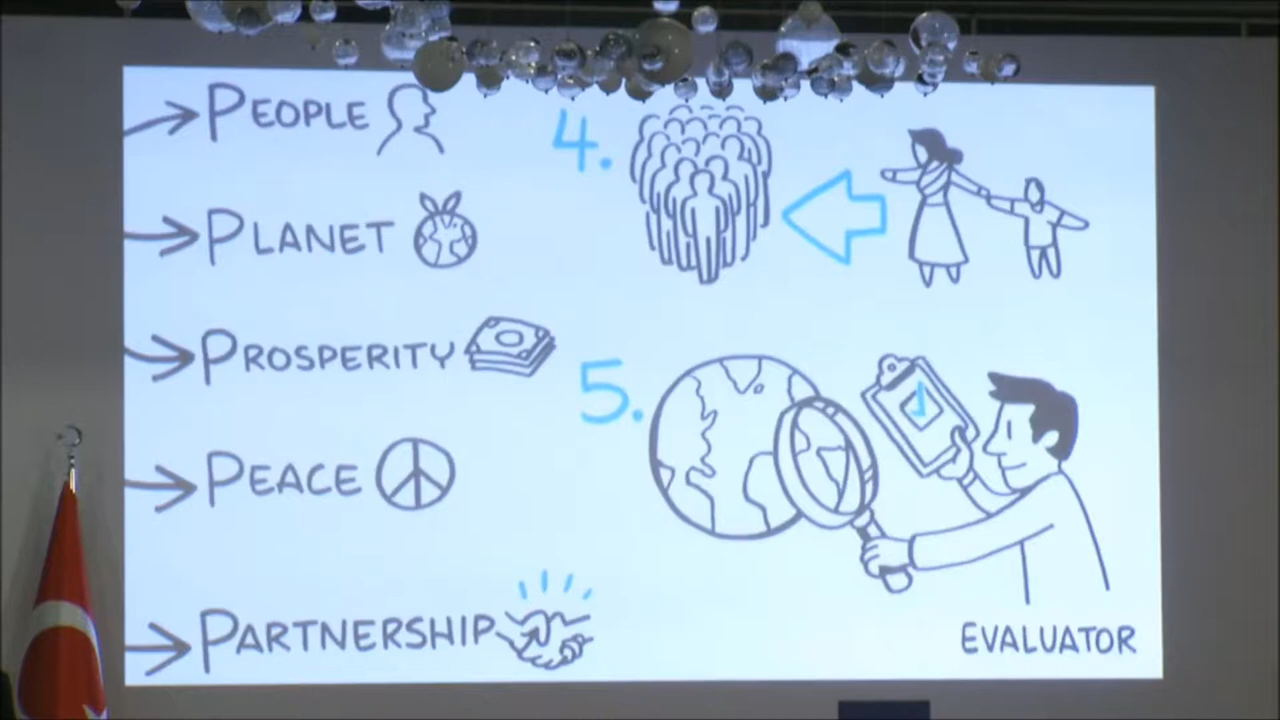 PEOPLE
PLANET
PROSPERITY
PEACE
PARTNERSHIP
4.
5.
EVALUATOR